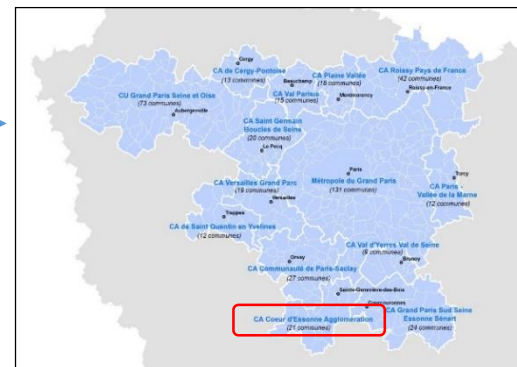 Cergy
CA de Cergy-Pontoise
(13 communes)
CA Roissy Pays de France
(42 communes)
Roissy-en-France
Beauchamp
CA Plaine Vallée
(18 communes)
CA Val Parisis
(15 communes)
Montmorency
CU Grand Paris Seine et Oise
(73 communes)
Aubergenville
CA Saint Germain
Boucles de Seine
(20 communes)
Le Pecq
Paris
Métropole du Grand Paris
(131 communes)
Torcy
CA Paris -
Vallée de la Marne
(12 communes)
CA Versailles Grand Parc
(19 communes)
Versailles
Trappes
CA de Saint Quentin en Yvelines
(12 communes)
CA Val d'Yerres Val de Seine
(9 communes)
Brunoy
Orsay
CA Communauté de Paris-Saclay
(27 communes)
Sainte-Geneviève-des-Bois
Courcouronnes
CA Coeur d'Essonne Agglomération
(21 communes)
CA Grand Paris Sud Seine
Essonne Sénart
(24 communes)